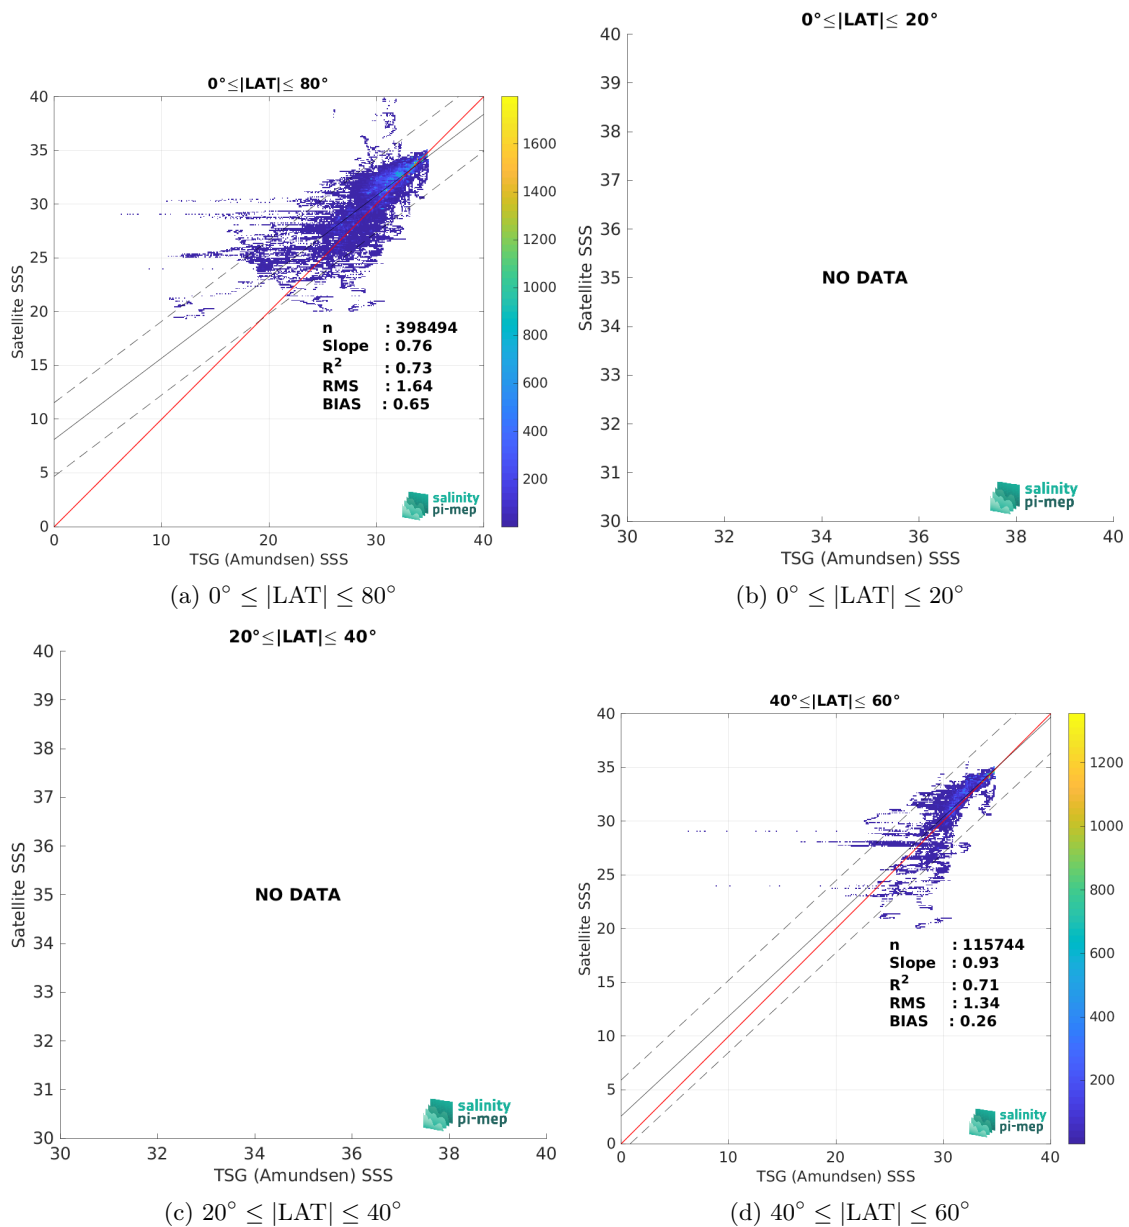 0°≤|LAT|≤ 80°
Satellite SSS
40
35
30
25
20
15
10
5
0
0 10 20 30 40
TSG (Amundsen) SSS
1600
1400
1200
1000
800
600
400
200
n : 398494
Slope : 0.76
R² : 0.73
RMS : 1.64
BIAS : 0.65
salinity
pi-mep
(a) 0° ≤ |LAT| ≤ 80°
0°≤|LAT|≤ 20°
Satellite SSS
40
39
38
37
36
35
34
33
32
31
30
NO DATA
salinity
pi-mep
30 32 34 36 38 40
TSG (Amundsen) SSS
(b) 0° ≤ |LAT| ≤ 20°
20°≤|LAT|≤ 40°
Satellite SSS
40
39
38
37
36
35
34
33
32
31
30
NO DATA
salinity
pi-mep
30 32 34 36 38 40
TSG (Amundsen) SSS
(c) 20° ≤ |LAT| ≤ 40°
40°≤|LAT|≤ 60°
Satellite SSS
40
35
30
25
20
15
10
5
0
n : 115744
Slope : 0.93
R² : 0.71
RMS : 1.34
BIAS : 0.26
salinity
pi-mep
0 10 20 30 40
TSG (Amundsen) SSS
1200
1000
800
600
400
200
(d) 40° ≤ |LAT| ≤ 60°